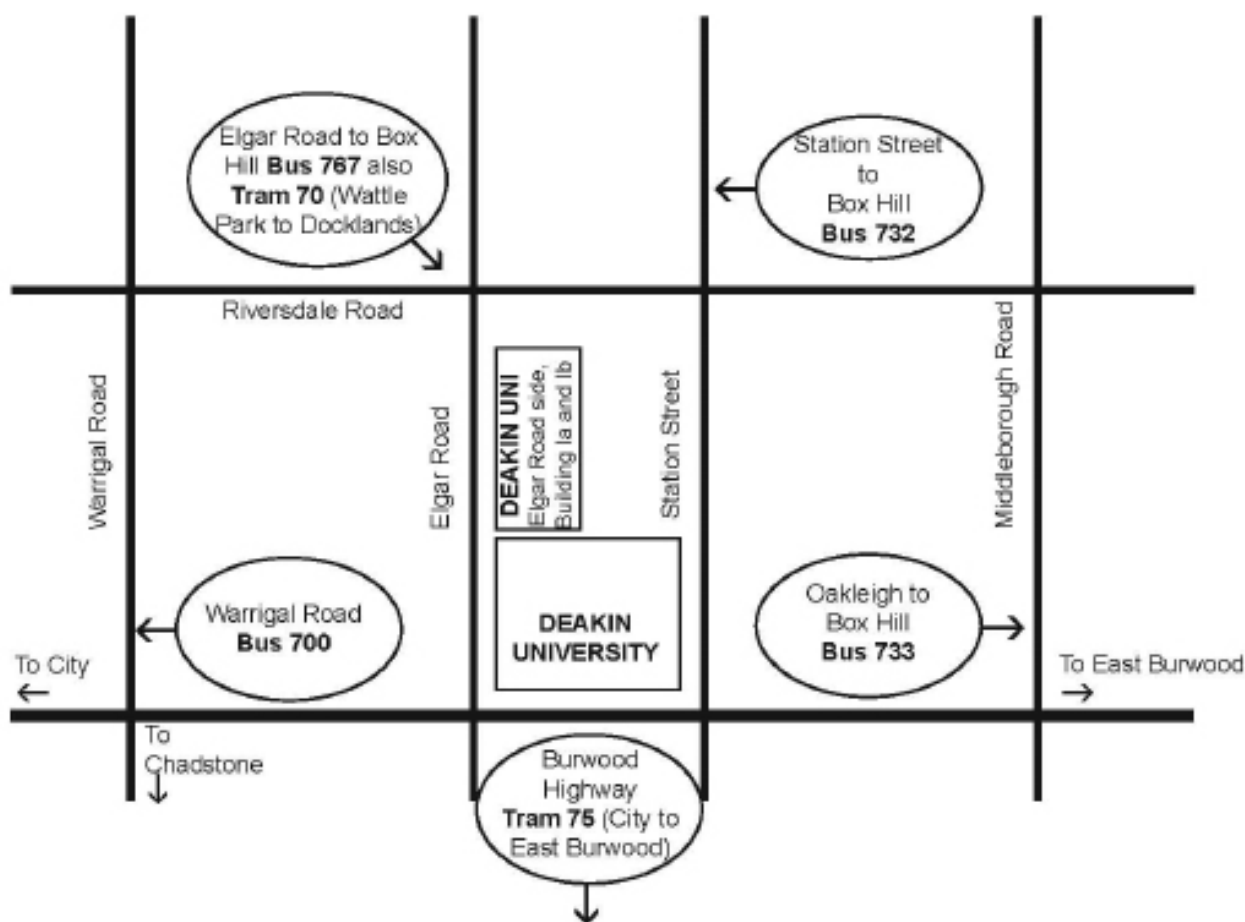 Elgar Road to Box
Hill Bus 767 also
Tram 70 (Wattle
Park to Docklands)
Station Street
to
Box Hill
Bus 732
Riversdale Road
Warrigal Road
Elgar Road
DEAKIN UNI
Elgar Road side,
Building Ia and Ib
Station Street
Middleborough Road
Warrigal Road
Bus 700
DEAKIN
UNIVERSITY
Oakleigh to
Box Hill
Bus 733
To City
To East Burwood
To
Chadstone
Burwood
Highway
Tram 75 (City to
East Burwood)